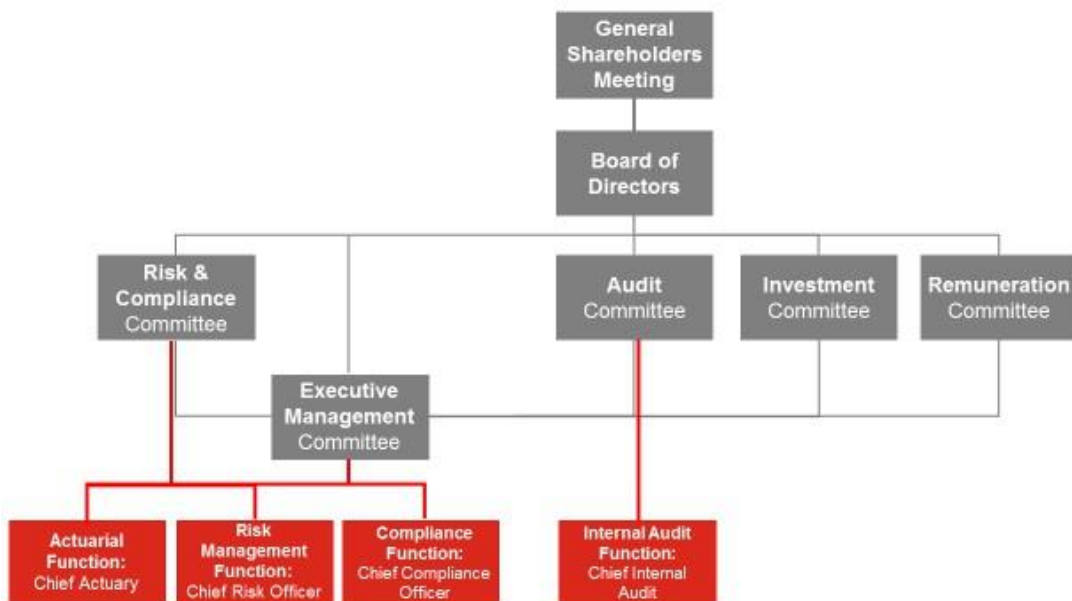 General
Shareholders
Meeting
Board of
Directors
Risk &
Compliance
Committee
Audit
Committee
Investment
Committee
Remuneration
Committee
Executive
Management
Committee
Actuarial
Function:
Chief Actuary
Risk
Management
Function:
Chief Risk Officer
Compliance
Function:
Chief Compliance
Officer
Internal Audit
Function:
Chief Internal
Audit